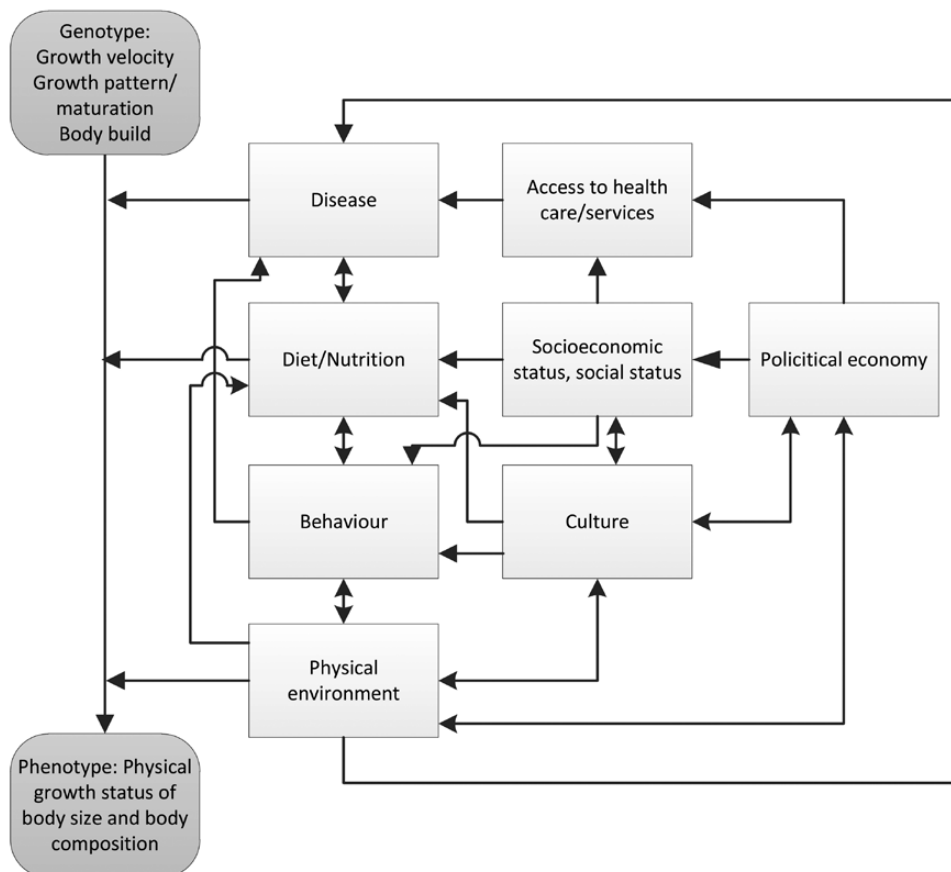 Genotype:
Growth velocity
Growth pattern/
maturation
Body build
Disease
Access to health
care/services
Diet/Nutrition
Socioeconomic
status, social status
Policitical economy
Behaviour
Culture
Physical
environment
Phenotype: Physical
growth status of
body size and body
composition